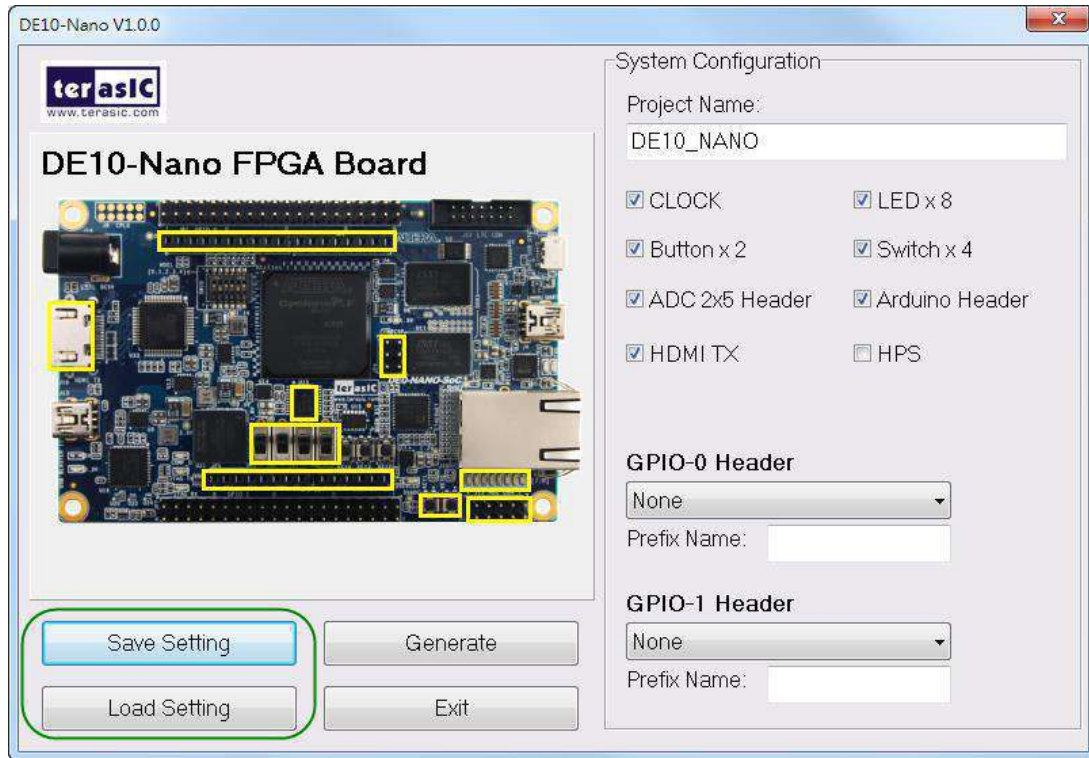 DE10-Nano V1.0.0
terasIC
www.terasic.com
DE10-Nano FPGA Board
Save Setting
Generate
Load Setting
Exit
System Configuration
Project Name:
DE10_NANO
CLOCK
LED x 8
Button x 2
Switch x 4
ADC 2x5 Header
Arduino Header
HDMI TX
HPS
GPIO-0 Header
None
Prefix Name:
GPIO-1 Header
None
Prefix Name: